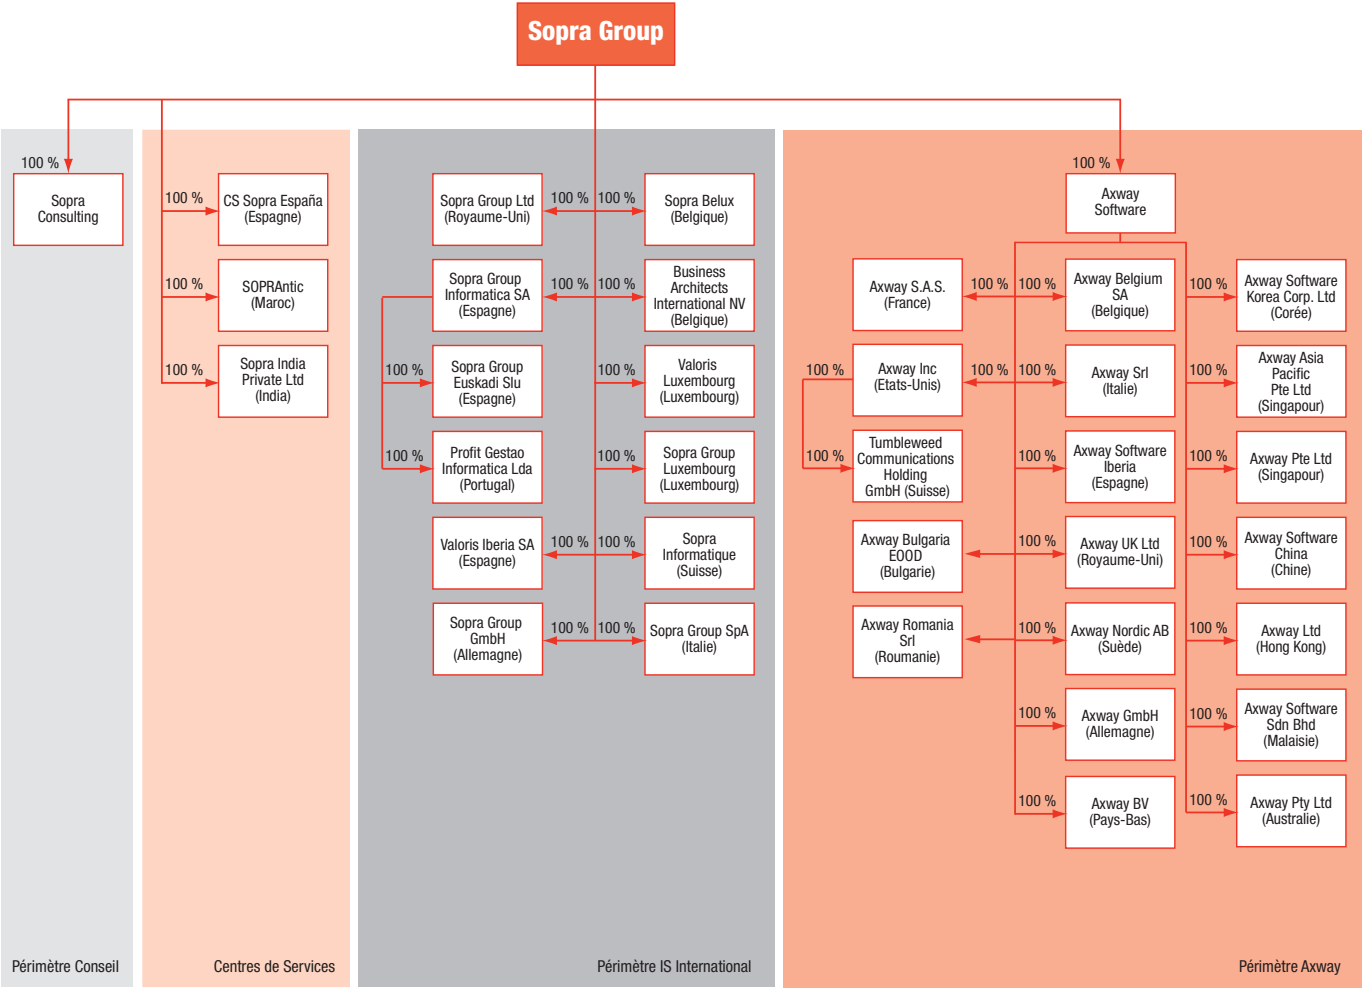 Sopra Group
100 %
Sopra
Consulting
Périmètre Conseil
100 %
CS Sopra España
(Espagne)
100 %
SOPRAntic
(Maroc)
100 %
Sopra India
Private Ltd
(India)
Centres de Services
Sopra Group Ltd
(Royaume-Uni)
100 %
100 %
Sopra Belux
(Belgique)
Sopra Group
Informatica SA
(Espagne)
100 %
100 %
Business
Architects
International NV
(Belgique)
100 %
Sopra Group
Euskadi Slu
(Espagne)
100 %
Valoris
Luxembourg
(Luxembourg)
100 %
Profit Gestao
Informatica Lda
(Portugal)
100 %
Sopra Group
Luxembourg
(Luxembourg)
Valoris Iberia SA
(Espagne)
100 %
100 %
Sopra
Informatique
(Suisse)
Sopra Group
GmbH
(Allemagne)
100 %
100 %
Sopra Group SpA
(Italie)
Périmètre IS International
100 %
Axway
Software
Axway S.A.S.
(France)
100 %
100 %
Axway Belgium
SA
(Belgique)
100 %
Axway Software
Korea Corp. Ltd
(Corée)
100 %
Axway Inc
(Etats-Unis)
100 %
100 %
Axway Srl
(Italie)
100 %
Axway Asia
Pacific
Pte Ltd
(Singapour)
100 %
Tumbleweed
Communications
Holding
GmbH (Suisse)
100 %
Axway Software
Iberia
(Espagne)
100 %
Axway Pte Ltd
(Singapour)
Axway Bulgaria
EOOD
(Bulgarie)
100 %
Axway UK Ltd
(Royaume-Uni)
100 %
Axway Software
China
(Chine)
Axway Romania
Srl
(Roumanie)
100 %
Axway Nordic AB
(Suède)
100 %
Axway Ltd
(Hong Kong)
100 %
Axway GmbH
(Allemagne)
100 %
Axway Software
Sdn Bhd
(Malaisie)
100 %
Axway BV
(Pays-Bas)
100 %
Axway Pty Ltd
(Australie)
Périmètre Axway